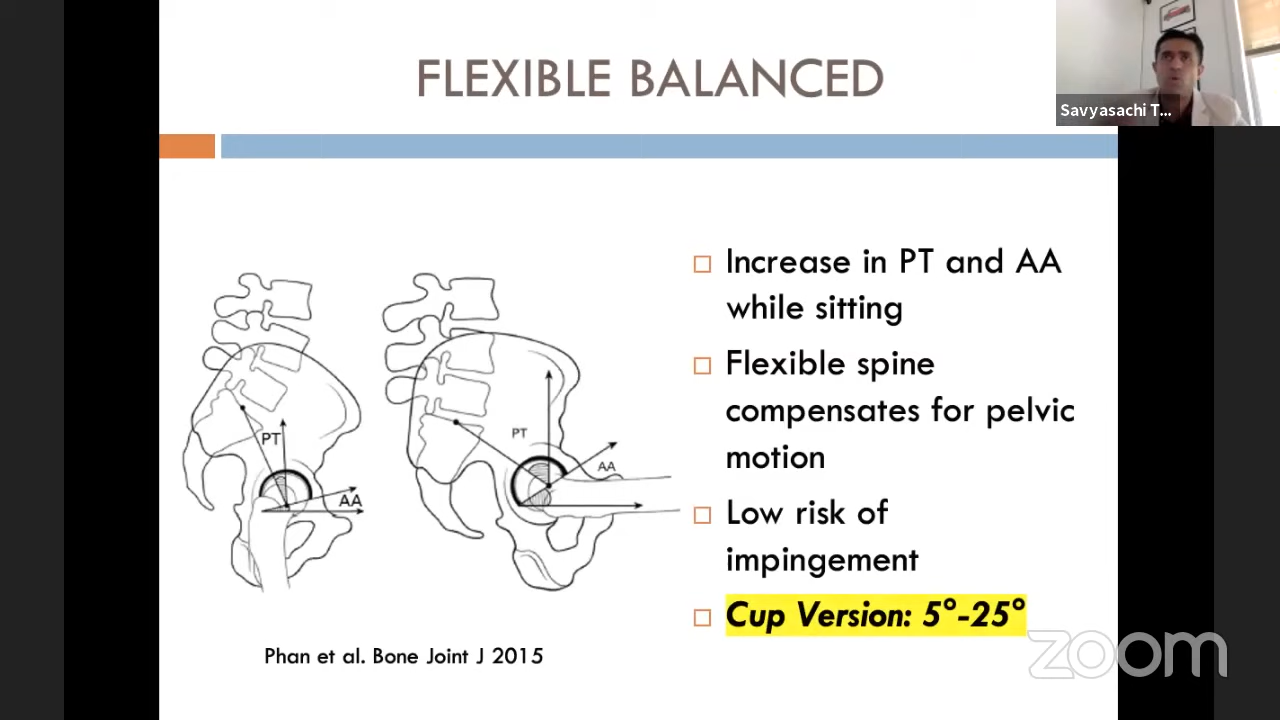 FLEXIBLE BALANCED
Savyasachi T...
Increase in PT and AA
while sitting
Flexible spine
compensates for pelvic
motion
Low risk of
impingement
Cup Version: 5°-25°
PT
AA
PT
AA
Phan et al. Bone Joint J 2015
zoom